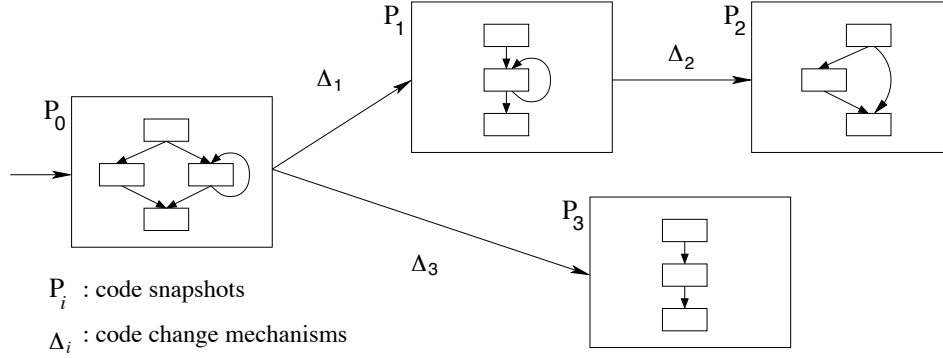 P1
P2
Δ1
Δ2
P0
P3
Δ3
Pi : code snapshots
Δi : code change mechanisms